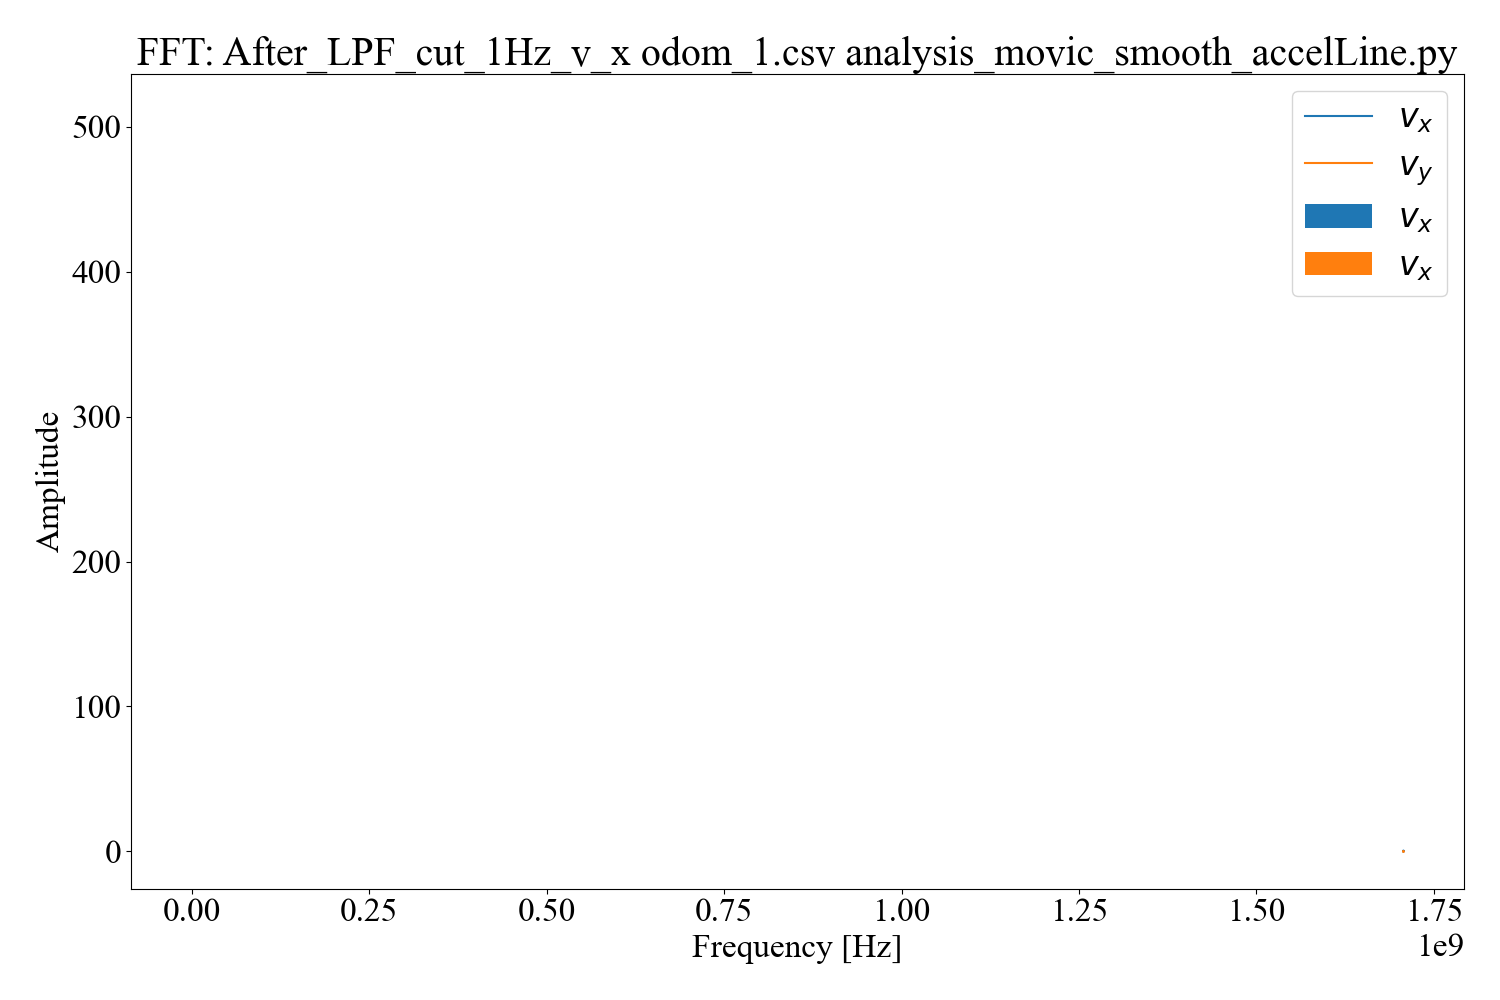 FFT: After_LPF_cut_1Hz_v_x odom_1.csv analysis_movic_smooth_accelLine.py
v_x
v_y
v_x
v_x
500
400
300
200
100
0
Amplitude
0.00 0.25 0.50 0.75 1.00 1.25 1.50 1.75
1e9
Frequency [Hz]